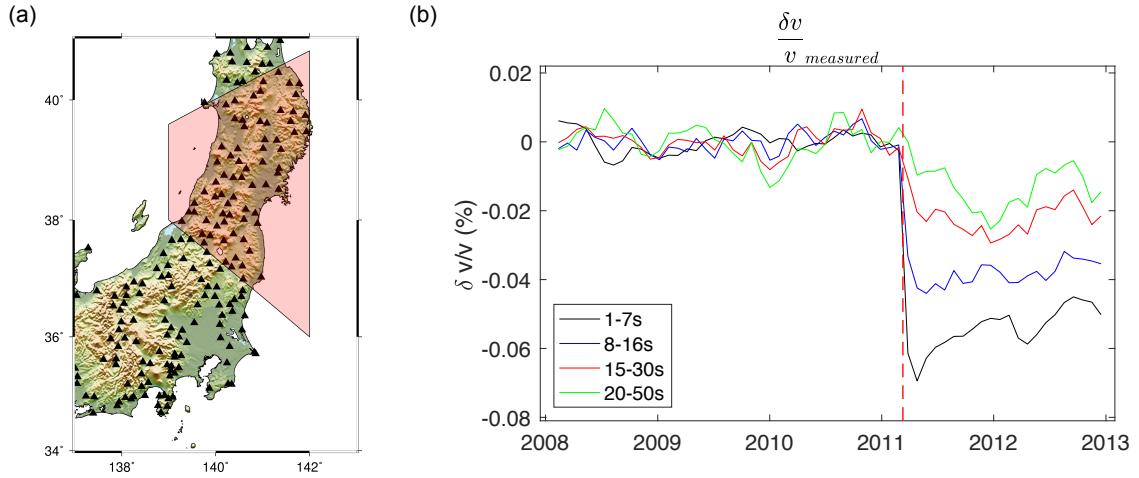 (a)
40°
38°
36°
34°
138°
140°
142°
(b)
δv
v measured
0.02
0
-0.02
-0.04
-0.06
-0.08
δ v/v (%)
1-7s
8-16s
15-30s
20-50s
2008
2009
2010
2011
2012
2013